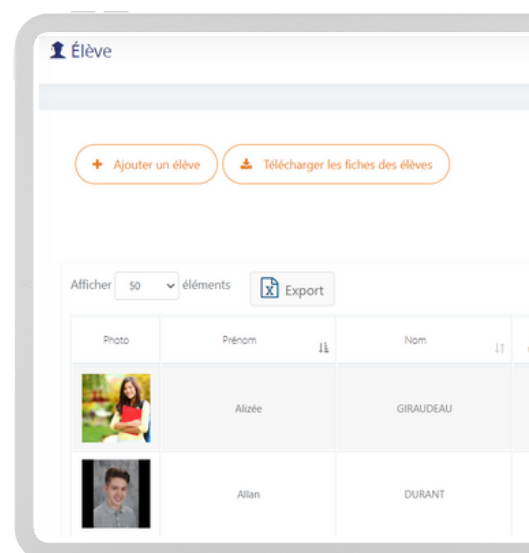 Élève
Ajouter un élève Télécharger les fiches des élèves
Afficher 50 éléments Export
Photo Prénom Nom
Alizée GIRAUDEAU
Allan DURANT